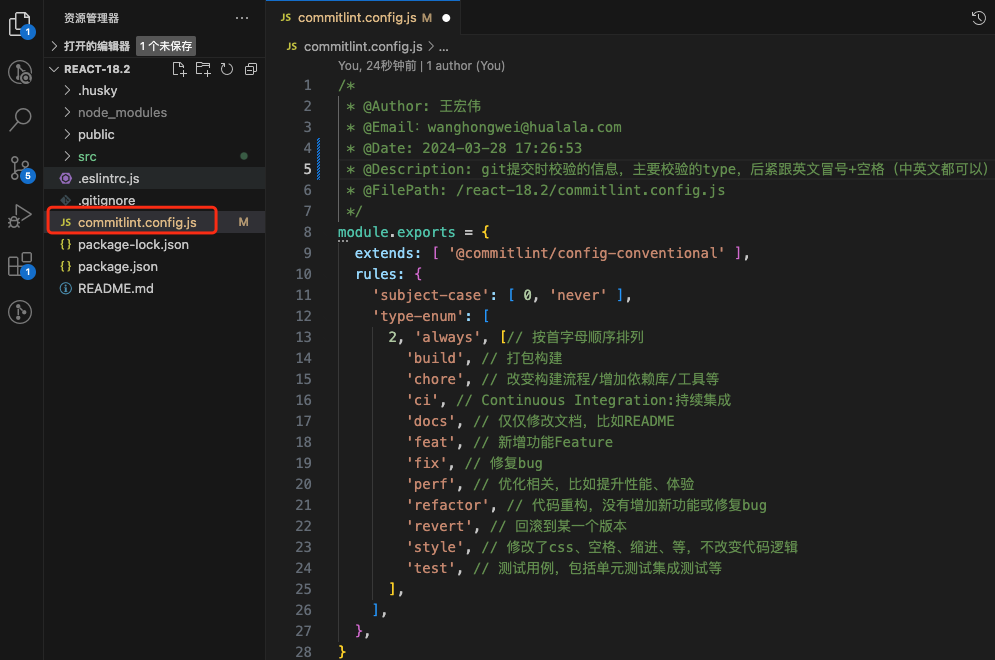 资源管理器 ...
打开的编辑器 1 个未保存
REACT-18.2
.husky
node_modules
public
src
.eslintrc.js
.gitignore
JS commitlint.config.js M
{} package-lock.json
{} package.json
README.md
1
5
1
JS commitlint.config.js M
JS commitlint.config.js > ...
You, 24秒钟前 | 1 author (You)
1 /*
2 * @Author: 王宏伟
3 * @Email: wanghongwei@hualala.com
4 * @Date: 2024-03-28 17:26:53
5 * @Description: git提交时校验的信息，主要校验的type，后紧跟英文冒号+空格（中英文都可以）
6 * @FilePath: /react-18.2/commitlint.config.js
7 */
8 module.exports = {
9 extends: [ '@commitlint/config-conventional' ],
10 rules: {
11 'subject-case': [ 0, 'never' ],
12 'type-enum': [
13 2, 'always', [// 按首字母顺序排列
14 'build', // 打包构建
15 'chore', // 改变构建流程/增加依赖库/工具等
16 'ci', // Continuous Integration:持续集成
17 'docs', // 仅仅修改文档，比如README
18 'feat', // 新增功能Feature
19 'fix', // 修复bug
20 'perf', // 优化相关，比如提升性能、体验
21 'refactor', // 代码重构，没有增加新功能或修复bug
22 'revert', // 回滚到某一个版本
23 'style', // 修改了css、空格、缩进、等，不改变代码逻辑
24 'test', // 测试用例，包括单元测试集成测试等
25 ],
26 ],
27 },
28 }